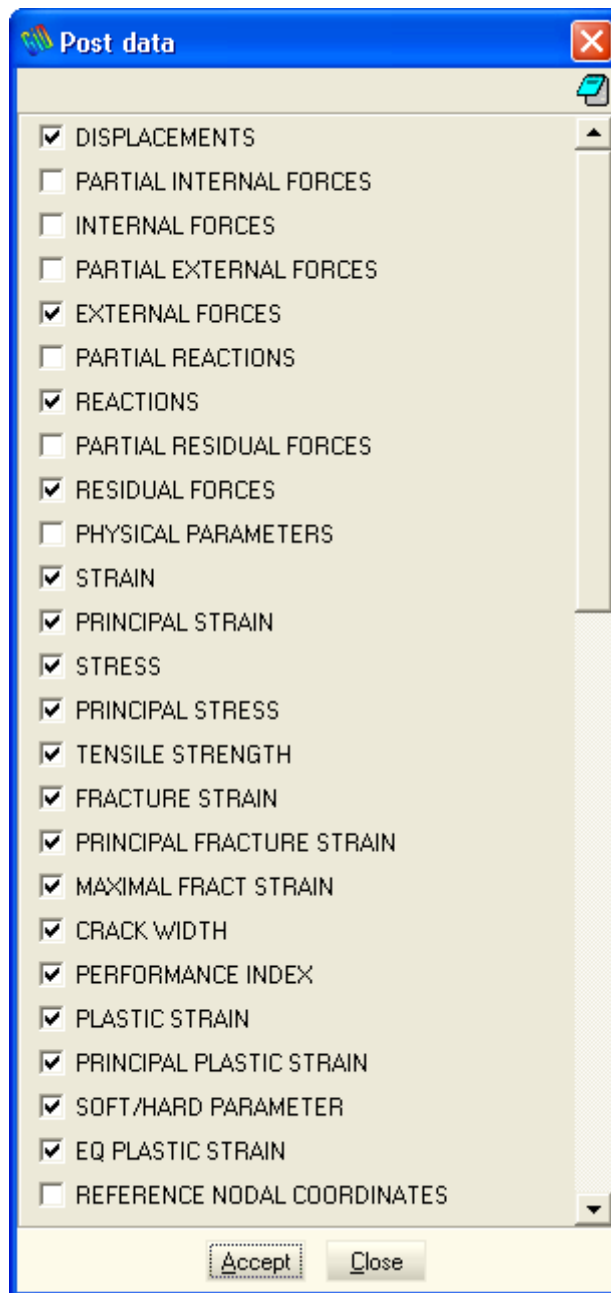 Post data
DISPLACEMENTS
PARTIAL INTERNAL FORCES
INTERNAL FORCES
PARTIAL EXTERNAL FORCES
EXTERNAL FORCES
PARTIAL REACTIONS
REACTIONS
PARTIAL RESIDUAL FORCES
RESIDUAL FORCES
PHYSICAL PARAMETERS
STRAIN
PRINCIPAL STRAIN
STRESS
PRINCIPAL STRESS
TENSILE STRENGTH
FRACTURE STRAIN
PRINCIPAL FRACTURE STRAIN
MAXIMAL FRACT STRAIN
CRACK WIDTH
PERFORMANCE INDEX
PLASTIC STRAIN
PRINCIPAL PLASTIC STRAIN
SOFT/HARD PARAMETER
EQ PLASTIC STRAIN
REFERENCE NODAL COORDINATES
Accept Close